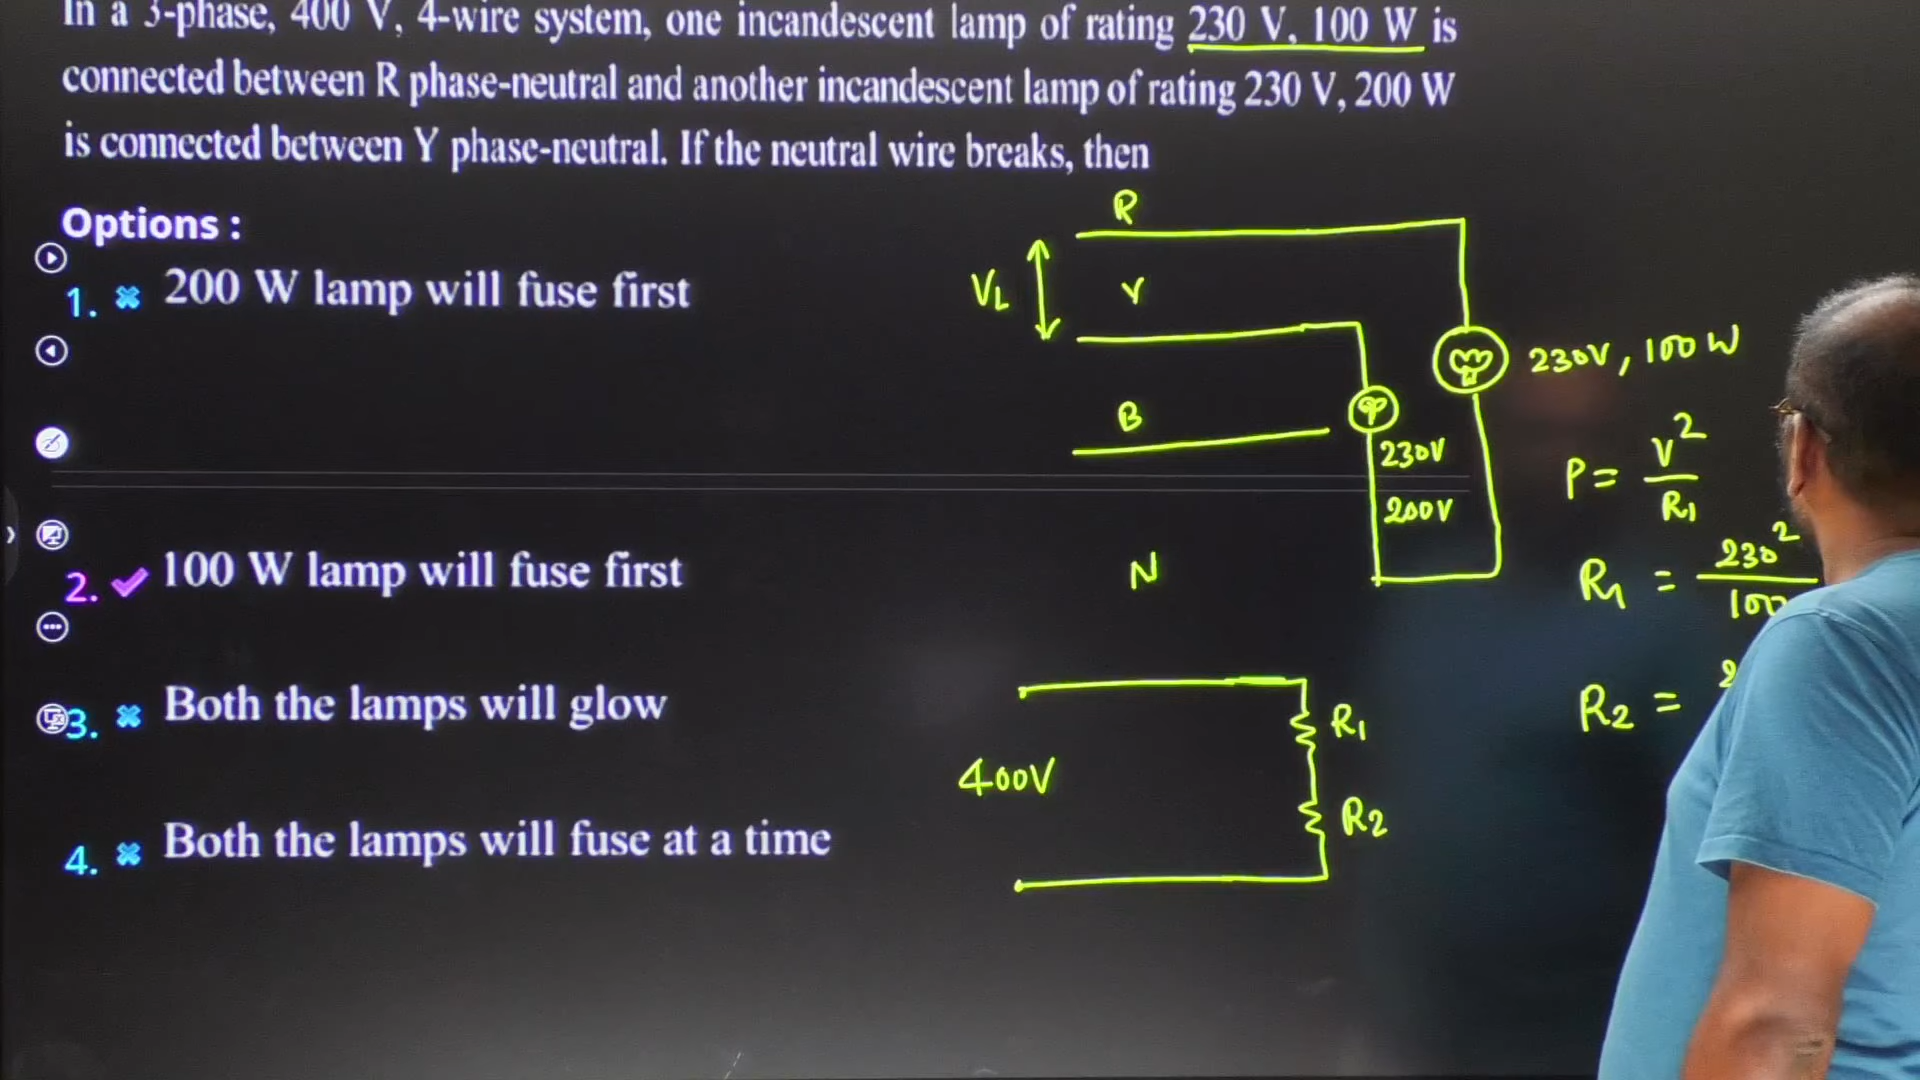 In a 3-phase, 400 V, 4-wire system, one incandescent lamp of rating 230 V, 100 W is
connected between R phase-neutral and another incandescent lamp of rating 230 V, 200 W
is connected between Y phase-neutral. If the neutral wire breaks, then
Options :
1. 200 W lamp will fuse first
2. 100 W lamp will fuse first
3. Both the lamps will glow
4. Both the lamps will fuse at a time
R
VL
Y
B
N
230V, 100 W
230V
200V
P = V²/R1
R1 = 230²/100
R2 = 2
400V
R1
R2